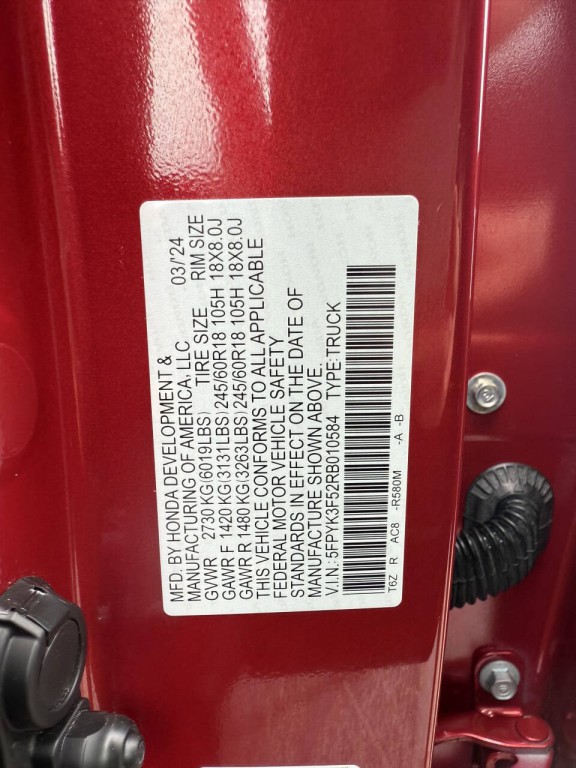 MFD. BY HONDA DEVELOPMENT &
MANUFACTURING OF AMERICA, LLC 03/'24
GVWR 2730 KG(6019LBS) TIRE SIZE RIM SIZE
GAWR F 1420 KG(3131LBS) 245/60R18 105H 18X8.0J
GAWR R 1480 KG(3263LBS) 245/60R18 105H 18X8.0J
THIS VEHICLE CONFORMS TO ALL APPLICABLE
FEDERAL MOTOR VEHICLE SAFETY
STANDARDS IN EFFECT ON THE DATE OF
MANUFACTURE SHOWN ABOVE.
V.I.N.: 5FPYK3F52RB010584 TYPE:TRUCK
T6Z R AC8 -R580M -A -B